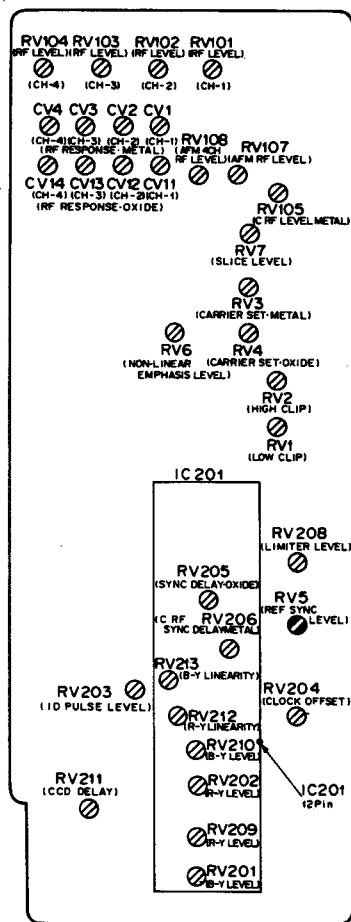 RV104 RV103 RV102 RV101
(RF LEVEL) (RF LEVEL) (RF LEVEL) (RF LEVEL)
(CH-4) (CH-3) (CH-2) (CH-1)
CV4 CV3 CV2 CV1
(CH-4) (CH-3) (CH-2) (CH-1)
(RF RESPONSE·METAL)
RV108
(AFM 4CH
RF LEVEL)
RV107
(AFM RF LEVEL)
CV14 CV13 CV12 CV11
(CH-4) (CH-3) (CH-2) (CH-1)
(RF RESPONSE·OXIDE)
RV105
(C RF LEVEL METAL)
RV7
(SLICE LEVEL)
RV3
(CARRIER SET·METAL)
RV6
(NON-LINEAR
EMPHASIS LEVEL)
RV4
(CARRIER SET·OXIDE)
RV2
(HIGH CLIP)
RV1
(LOW CLIP)
IC201
RV208
(LIMITER LEVEL)
RV205
(SYNC DELAY·OXIDE)
RV5
(REF SYNC
LEVEL)
RV206
(C RF
SYNC DELAY METAL)
RV213
(B-Y LINEARITY)
RV203
(ID PULSE LEVEL)
RV212
(R-Y LINEARITY)
RV204
(CLOCK OFFSET)
RV210
(B-Y LEVEL)
RV202
(R-Y LEVEL)
IC201
12Pin
RV211
(CCD DELAY)
RV209
(R-Y LEVEL)
RV201
(B-Y LEVEL)